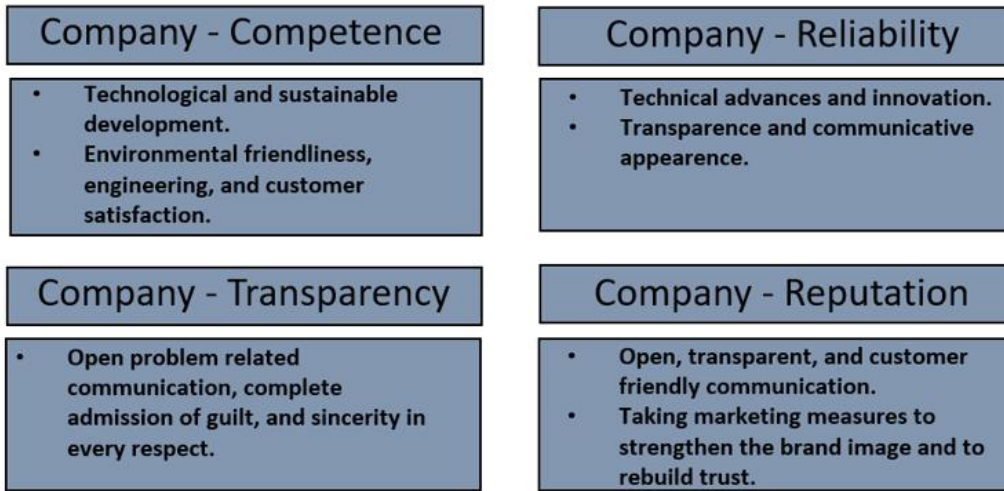 Company - Competence
• Technological and sustainable
development.
• Environmental friendliness,
engineering, and customer
satisfaction.
Company - Reliability
• Technical advances and innovation.
• Transparence and communicative
appearence.
Company - Transparency
• Open problem related
communication, complete
admission of guilt, and sincerity in
every respect.
Company - Reputation
• Open, transparent, and customer
friendly communication.
• Taking marketing measures to
strengthen the brand image and to
rebuild trust.